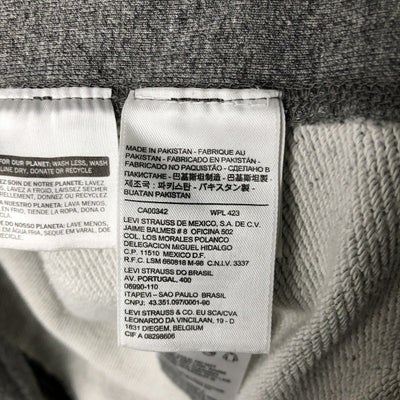 FOR OUR PLANET: WASH LESS, WASH
LINE DRY, DONATE OR RECYCLE
SOIN DE NOTRE PLANÈTE: LAVEZ
LAVEZ À FROID, LAISSEZ SÉCHER
NUESTRO PLANETA: LAVA MENOS,
EN FRIO, TIENDE LA ROPA, DONA O
DO NOSSO PLANETA: LAVE MENOS,
EM ÁGUA FRIA, SEQUE EM VARAL, DOE
MADE IN PAKISTAN - FABRIQUE AU
PAKISTAN - FABRICADO EN PAKISTÁN -
FABRICADO NO PAQUISTÃO - СДЕЛАНО В
ПАКИСТАНЕ - 巴基斯坦制造 - 巴基斯坦製
제조국 : 파키스탄 - パキスタン製 -
BUATAN PAKISTAN
CA00342 WPL 423
LEVI STRAUSS DE MEXICO, S.A. DE C.V.
JAIME BALMES # 8 OFICINA 502
COL. LOS MORALES POLANCO
DELEGACION MIGUEL HIDALGO
C.P. 11510 MEXICO D.F.
R.F.C. LSM 650818 M-98 C.N.I.V. 3337
LEVI STRAUSS DO BRASIL
AV. PORTUGAL, 400
06690-110
ITAPEVI – SAO PAULO BRASIL
CNPJ: 43.351.097/0001-90
LEVI STRAUSS & EU SCA/CVA
LEONARDO DA VINCILAAN, 19 - D
1831 DIEGEM, BELGIUM
CIF A 08298606